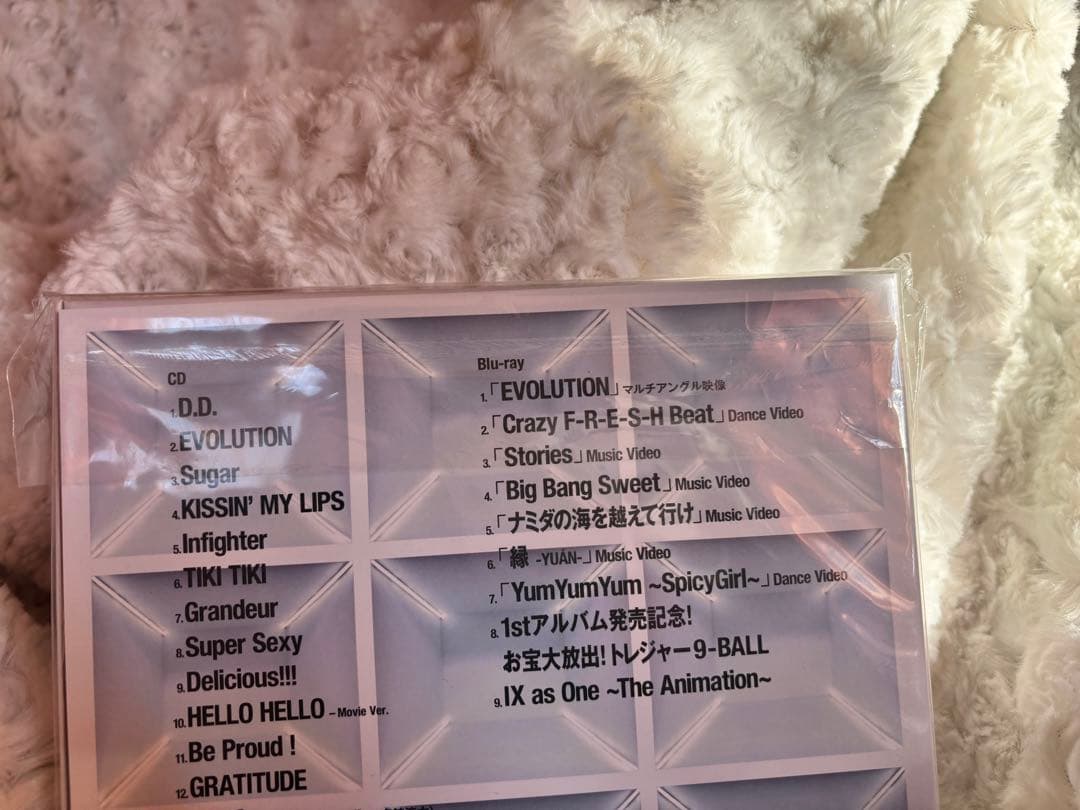 CD
1.D.D.
2.EVOLUTION
3.Sugar
4.KISSIN' MY LIPS
5.Infighter
6.TIKI TIKI
7.Grandeur
8.Super Sexy
9.Delicious!!!
10.HELLO HELLO –Movie Ver.
11.Be Proud !
12.GRATITUDE
Blu-ray
1.「EVOLUTION」マルチアングル映像
2.「Crazy F-R-E-S-H Beat」Dance Video
3.「Stories」Music Video
4.「Big Bang Sweet」Music Video
5.「ナミダの海を越えて行け」Music Video
6.「縁 -YUÁN-」Music Video
7.「YumYumYum ~SpicyGirl~」Dance Video
8.1stアルバム発売記念!
お宝大放出!トレジャー9-BALL
9.IX as One ~The Animation~